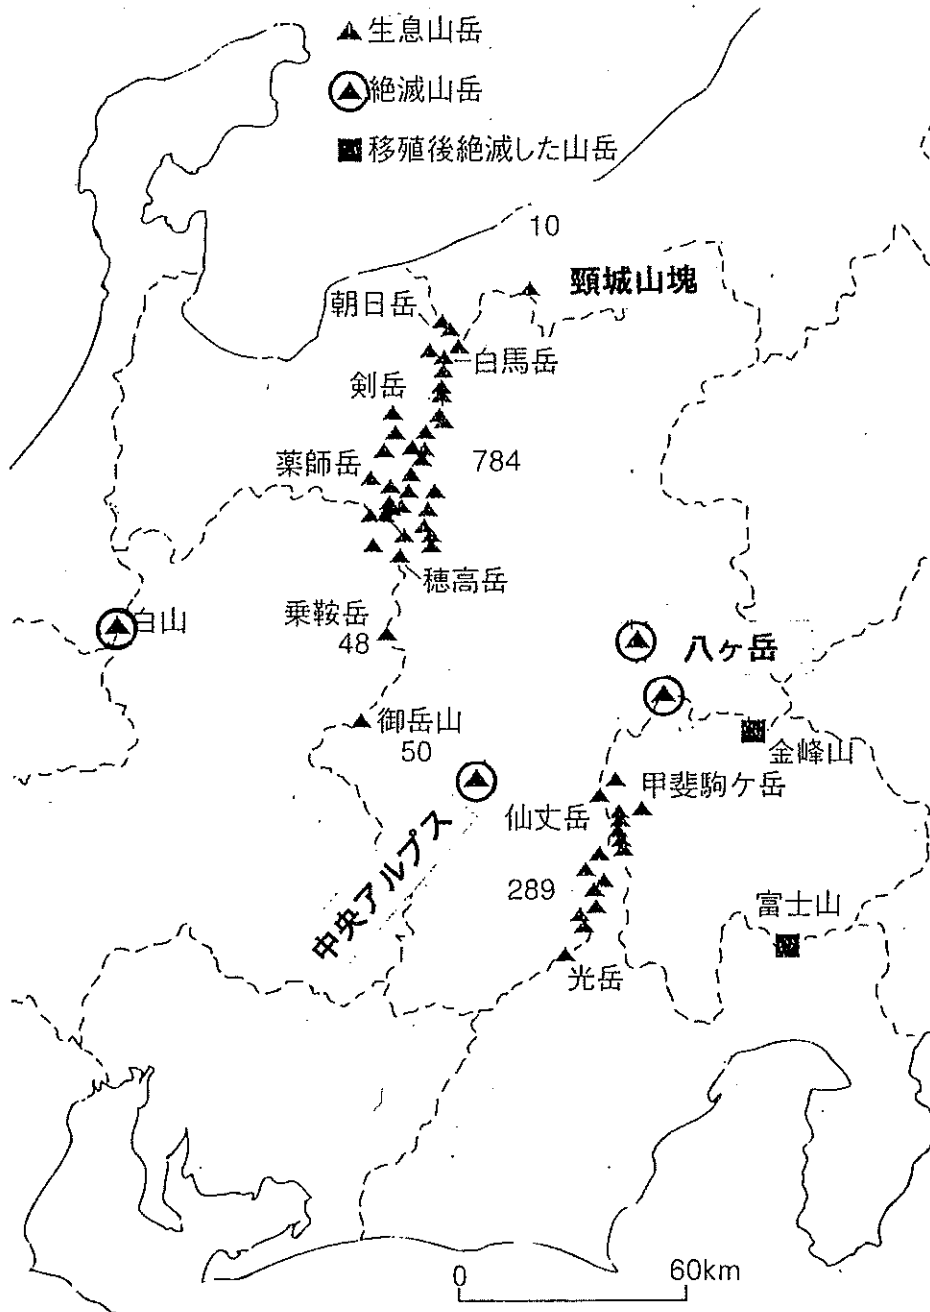 生息山岳
絶滅山岳
移殖後絶滅した山岳
10
頸城山塊
朝日岳
白馬岳
剣岳
薬師岳
784
穂高岳
乗鞍岳
48
白山
八ヶ岳
御岳山
50
金峰山
甲斐駒ケ岳
仙丈岳
中央アルプス
289
富士山
光岳
0 60km